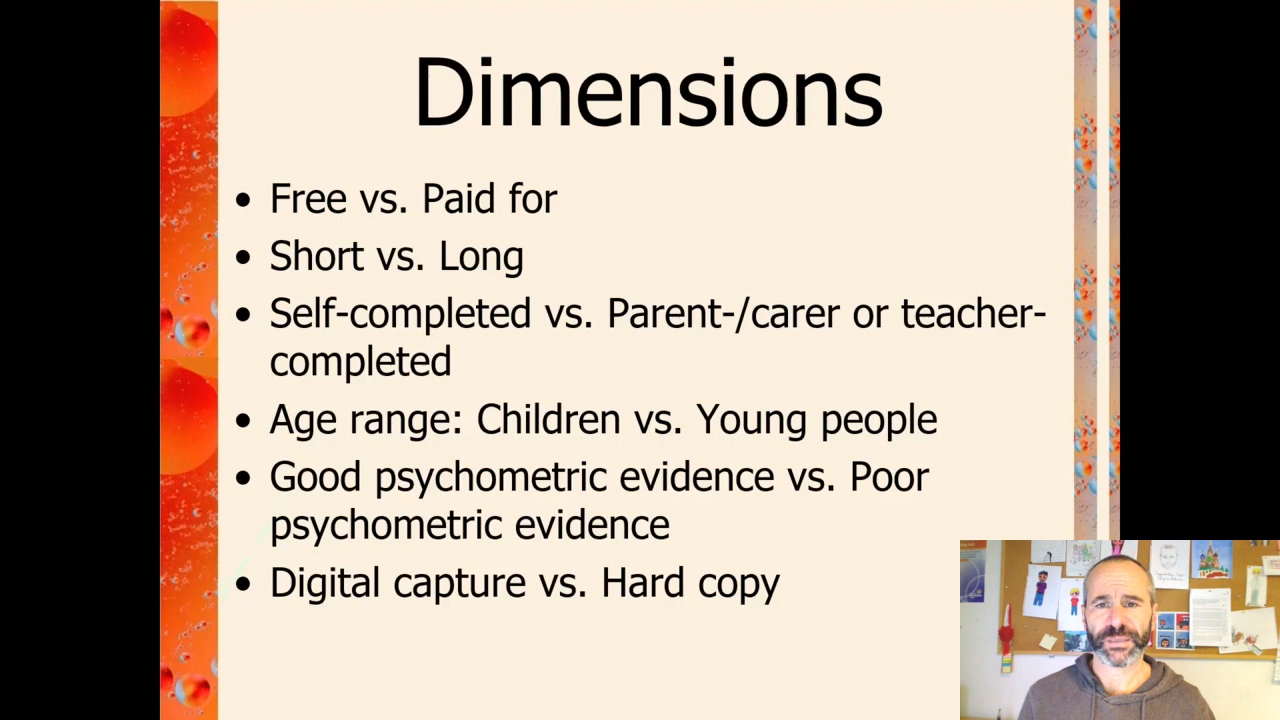 Dimensions
• Free vs. Paid for
• Short vs. Long
• Self-completed vs. Parent-/carer or teacher-
completed
• Age range: Children vs. Young people
• Good psychometric evidence vs. Poor
psychometric evidence
• Digital capture vs. Hard copy